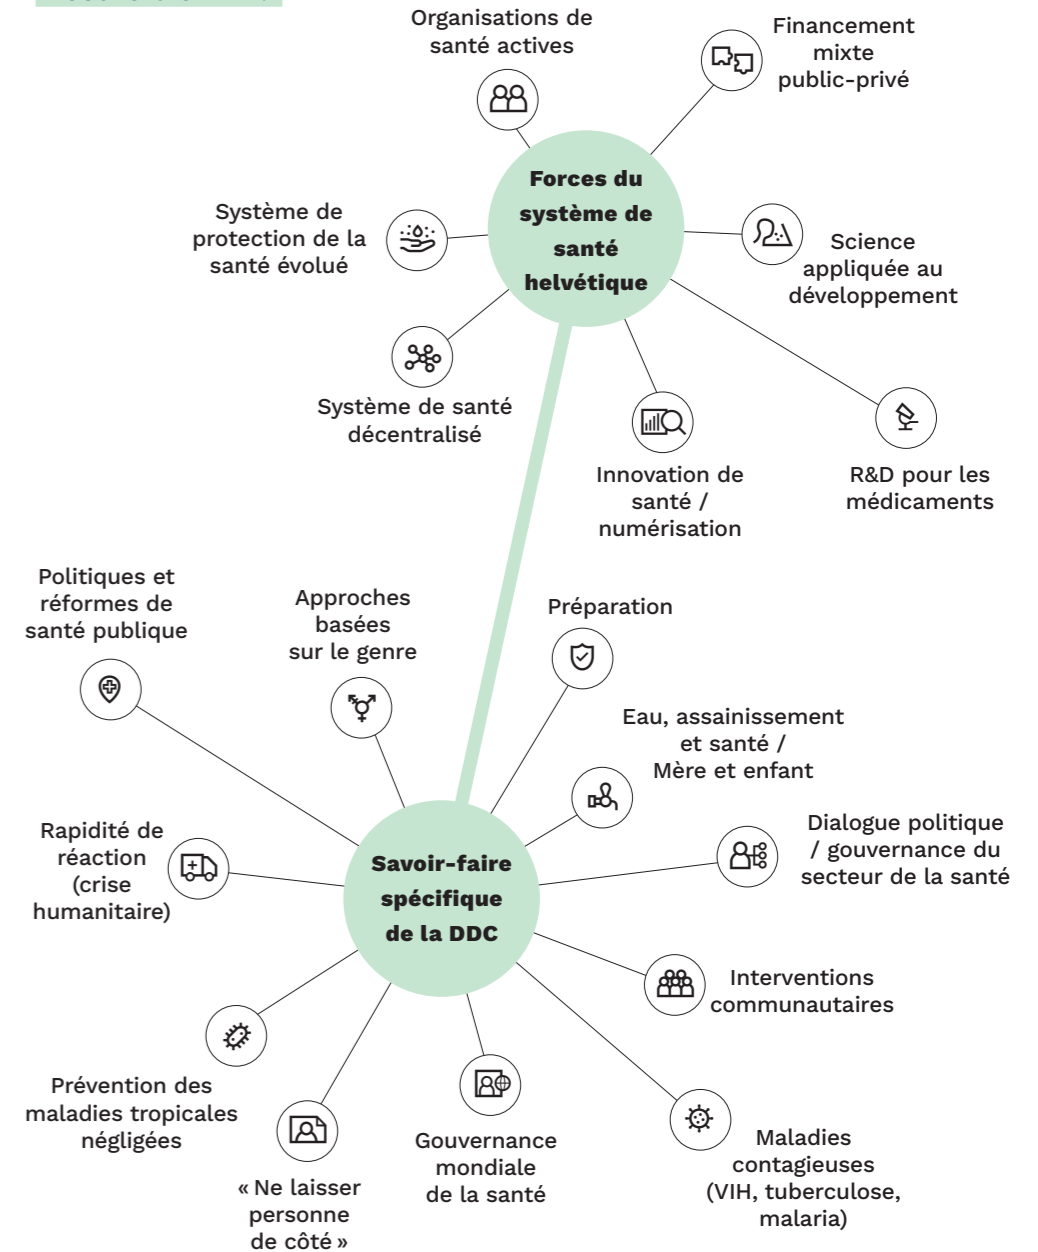 Organisations de
santé actives
Financement
mixte
public-privé
Forces du
système de
santé
helvétique
Système de
protection de la
santé évolué
Science
appliquée au
développement
Système de santé
décentralisé
Innovation de
santé /
numérisation
R&D pour les
médicaments
Politiques et
réformes de
santé publique
Approches
basées
sur le genre
Préparation
Eau, assainissement
et santé /
Mère et enfant
Rapidité de
réaction
(crise
humanitaire)
Savoir-faire
spécifique
de la DDC
Dialogue politique
/ gouvernance du
secteur de la santé
Interventions
communautaires
Prévention des
maladies tropicales
négligées
« Ne laisser
personne
de côté »
Gouvernance
mondiale
de la santé
Maladies
contagieuses
(VIH, tuberculose,
malaria)